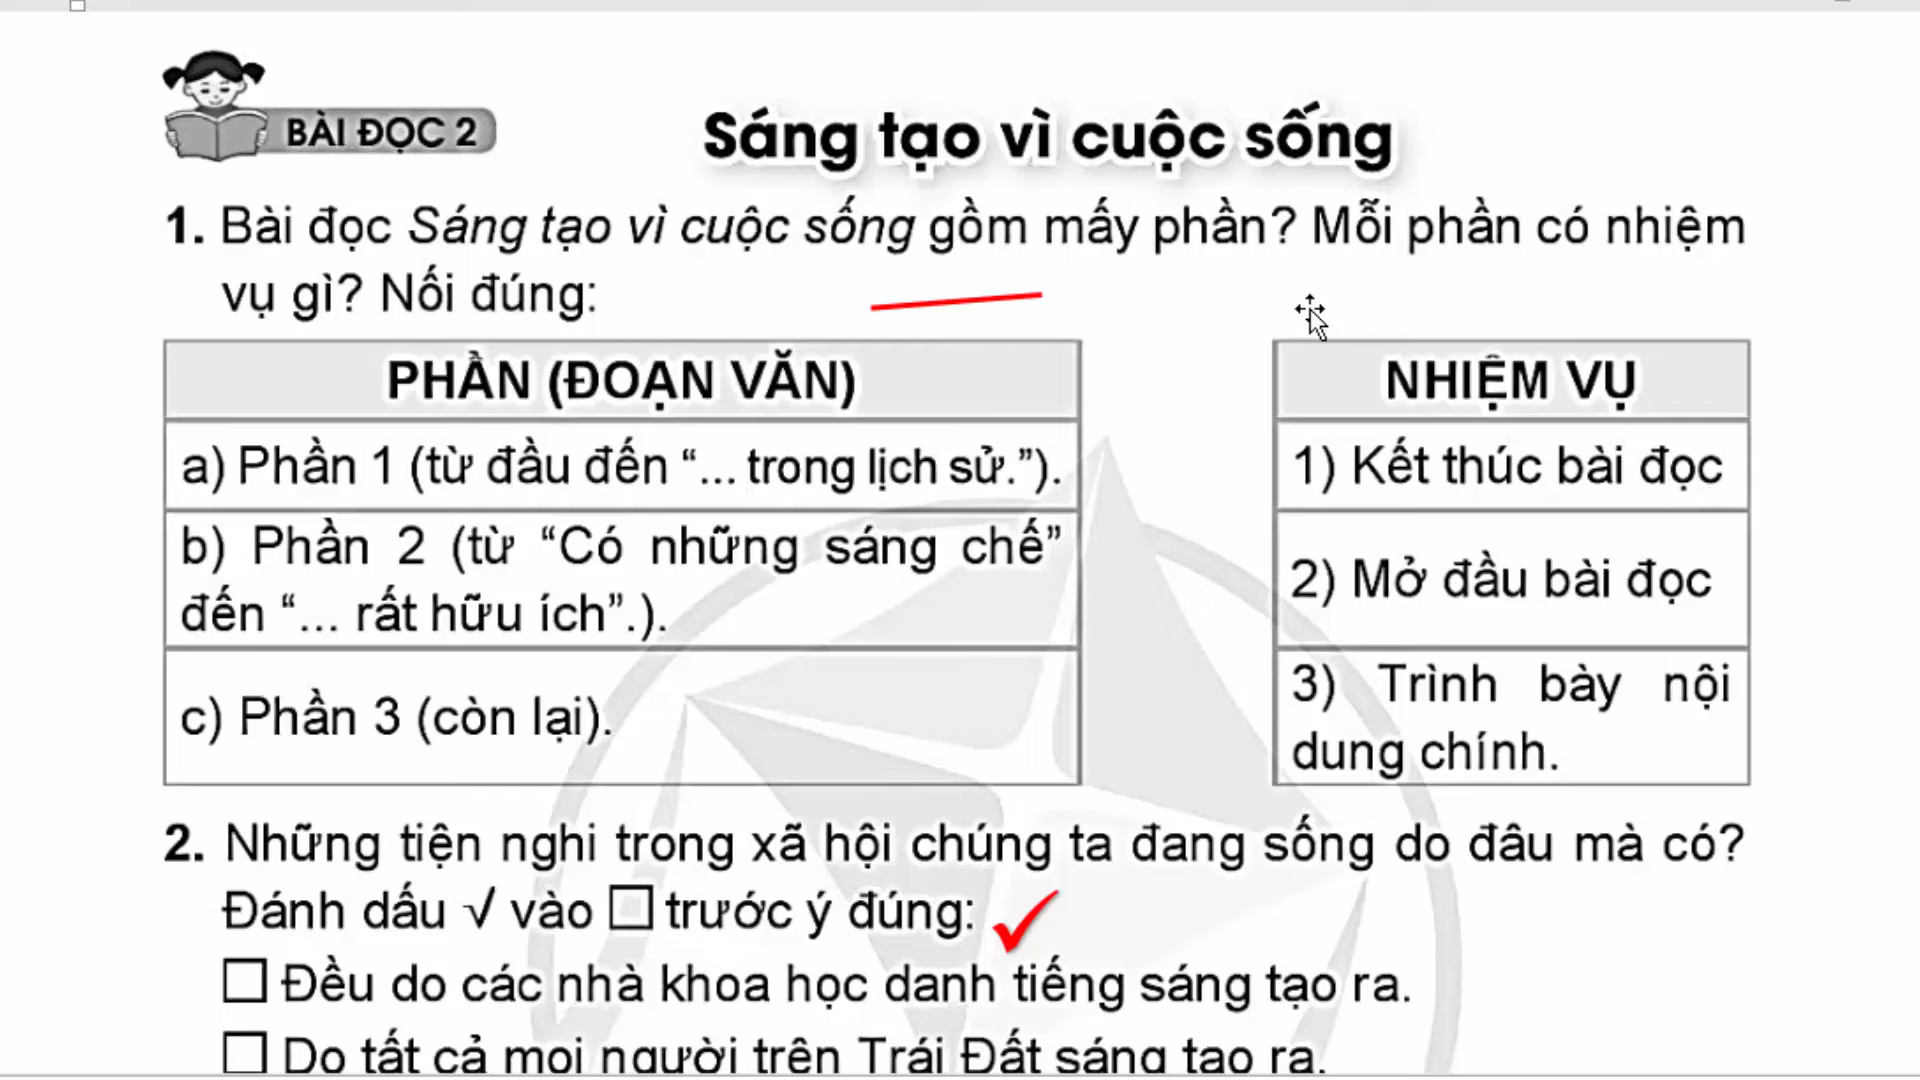 BÀI ĐỌC 2
Sáng tạo vì cuộc sống
1. Bài đọc Sáng tạo vì cuộc sống gồm mấy phần? Mỗi phần có nhiệm
vụ gì? Nối đúng:
PHẦN (ĐOẠN VĂN)
a) Phần 1 (từ đầu đến “... trong lịch sử.”).
b) Phần 2 (từ “Có những sáng chế”
đến “... rất hữu ích”.).
c) Phần 3 (còn lại).
NHIỆM VỤ
1) Kết thúc bài đọc
2) Mở đầu bài đọc
3) Trình bày nội
dung chính.
2. Những tiện nghi trong xã hội chúng ta đang sống do đâu mà có?
Đánh dấu √ vào □ trước ý đúng:
□ Đều do các nhà khoa học danh tiếng sáng tạo ra.
□ Do tất cả mọi người trên Trái Đất sáng tạo ra.